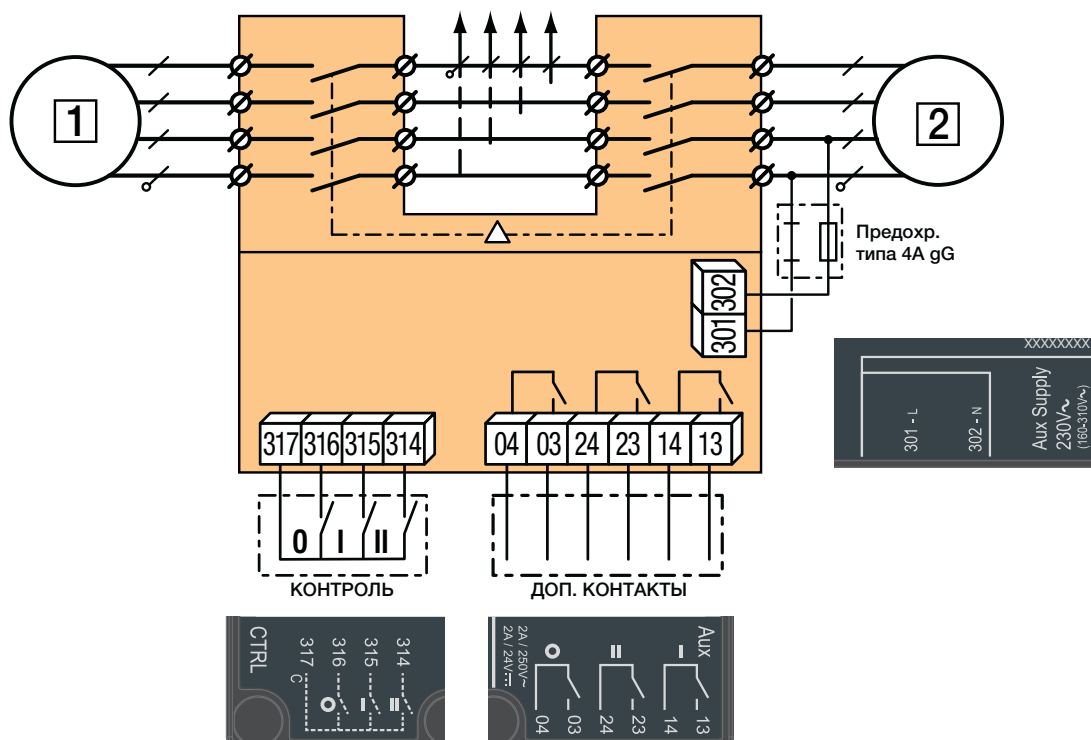 1
2
Предохр.
типа 4A gG
302
301
XXXXXXXX
301 - L
302 - N
Aux Supply
230V~
(160-310V~)
317 316 315 314
04 03 24 23 14 13
0 I II
КОНТРОЛЬ
ДОП. КОНТАКТЫ
CTRL
317
316
315
314
C
O
I
II
2A / 250V~
2A / 24V⎓
Aux
O
II
I
04
03
24
23
14
13